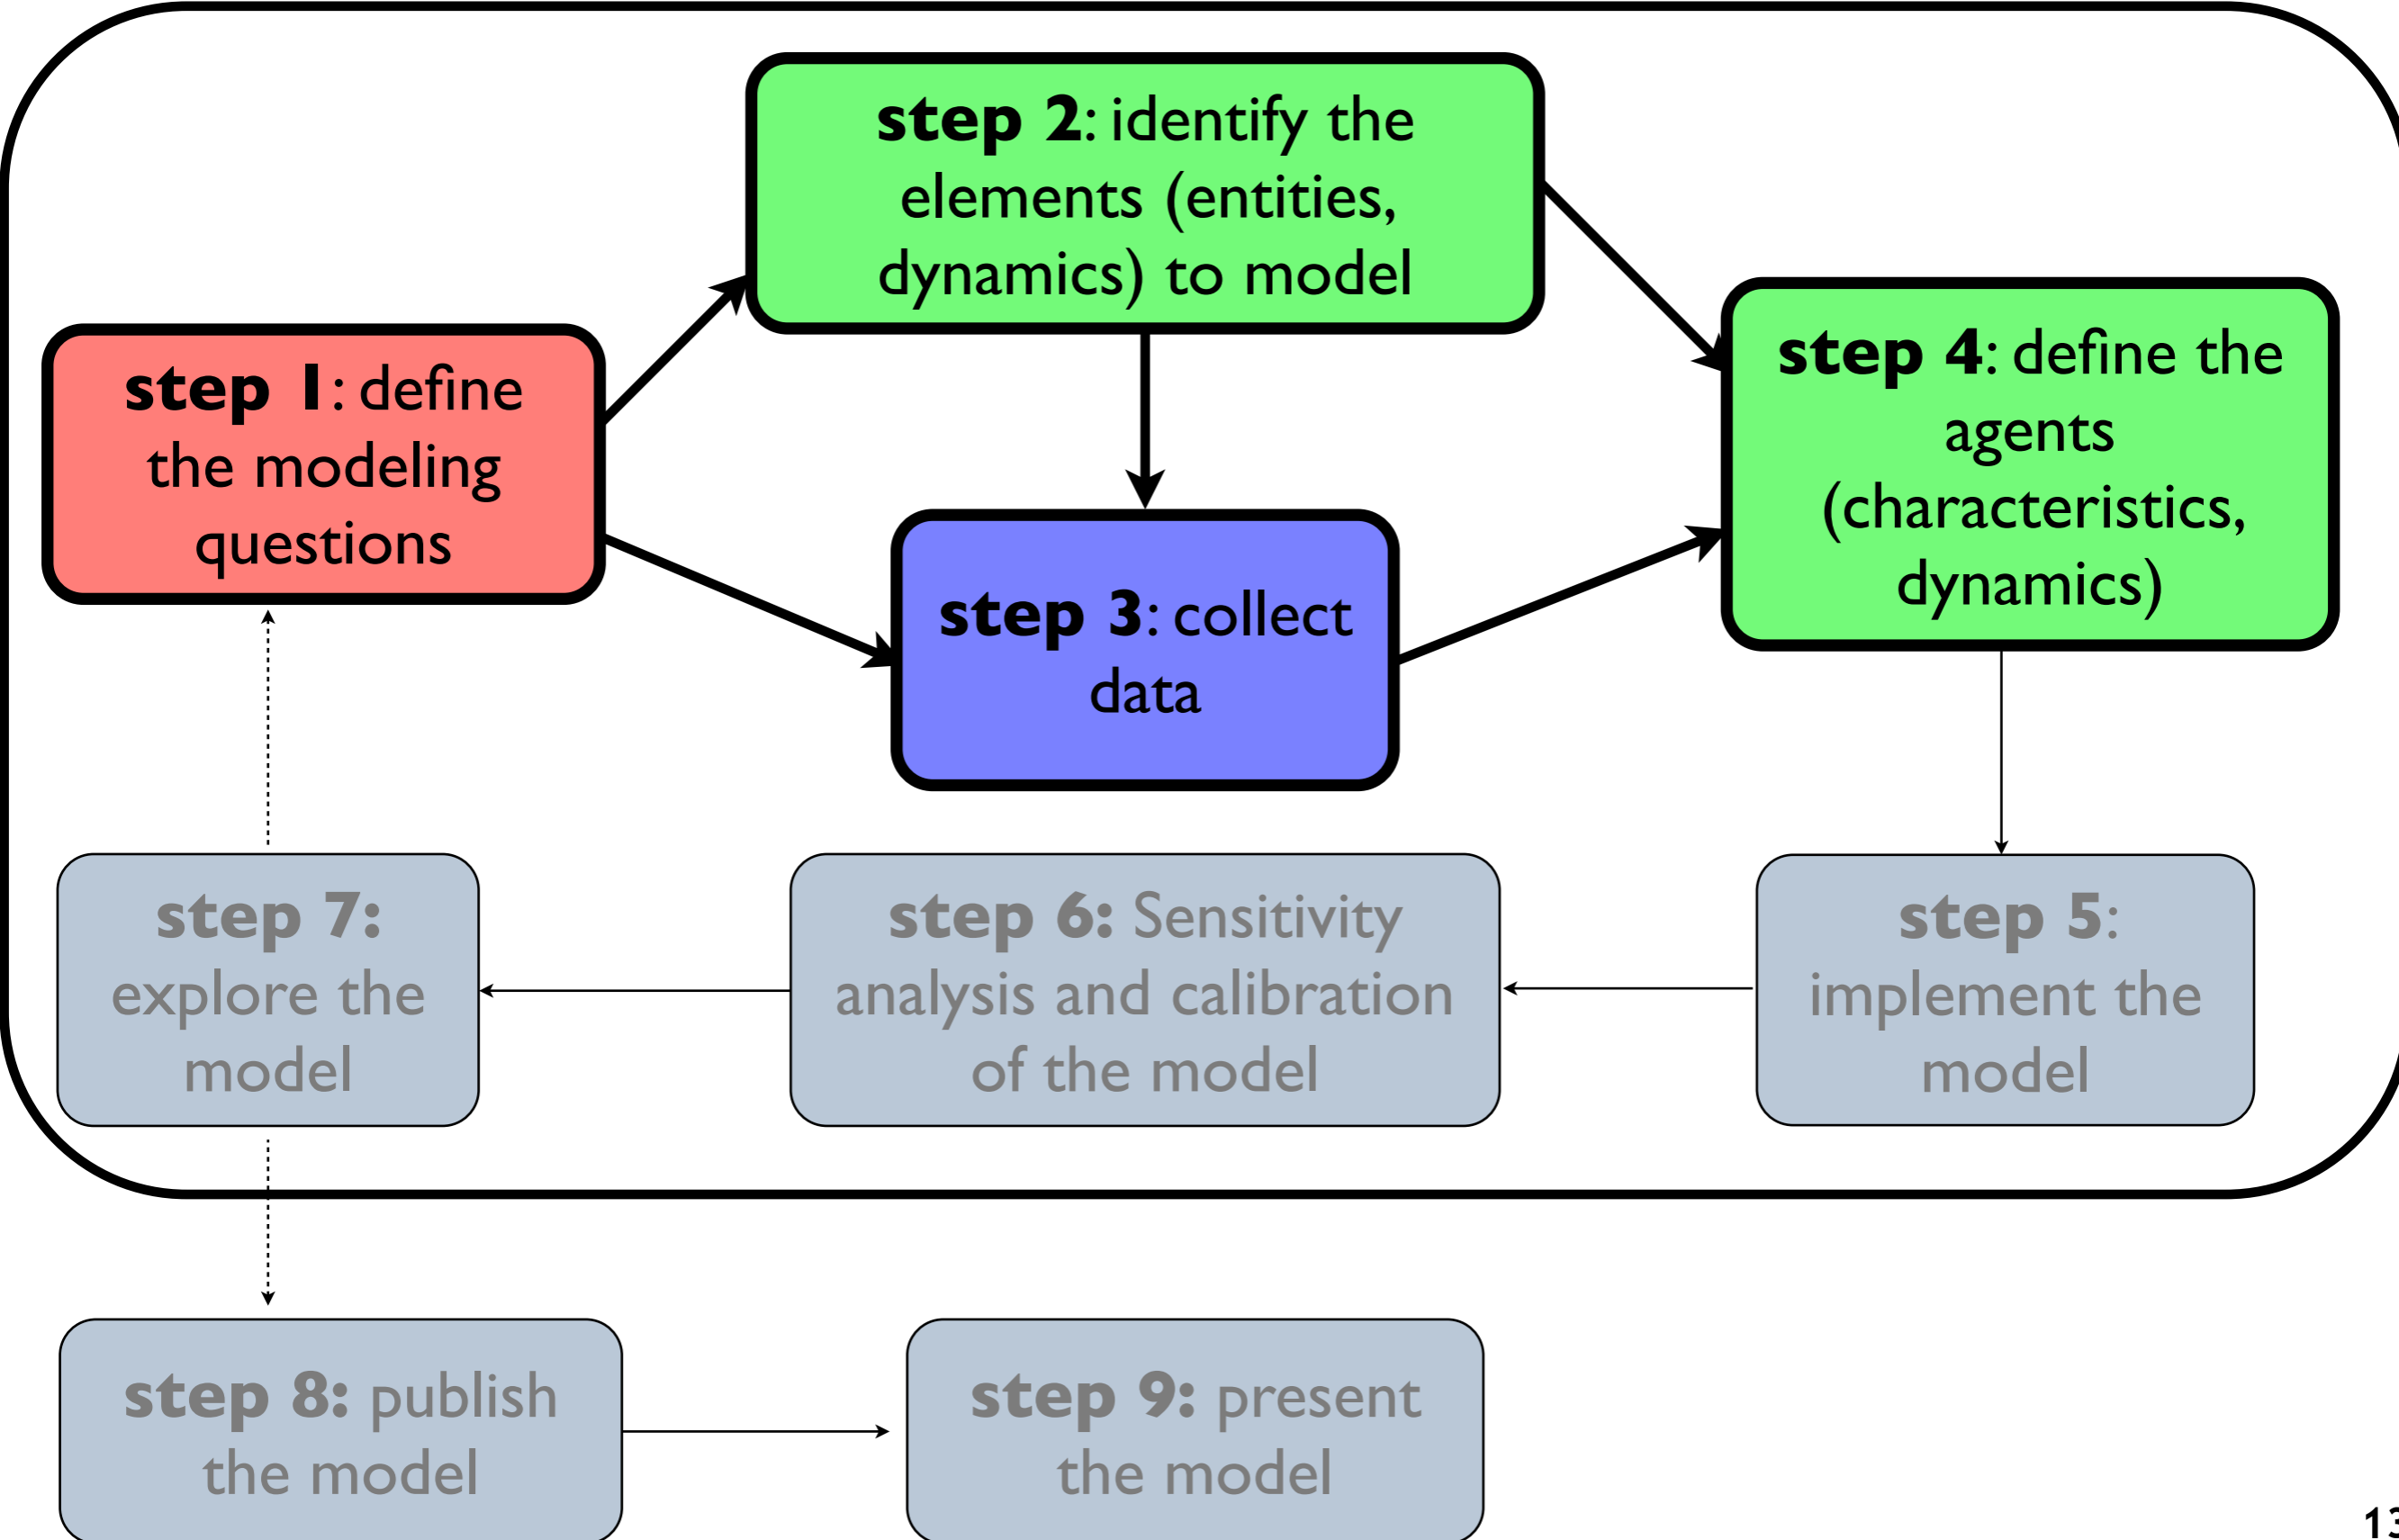 step 1: define
the modeling
questions
step 2: identify the
elements (entities,
dynamics) to model
step 3: collect
data
step 4: define the
agents
(characteristics,
dynamics)
step 5:
implement the
model
step 6: Sensitivity
analysis and calibration
of the model
step 7:
explore the
model
step 8: publish
the model
step 9: present
the model
13